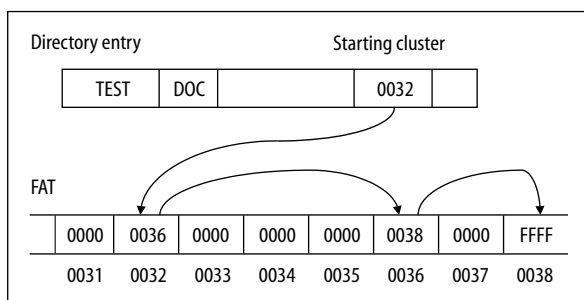 Directory entry Starting cluster
TEST DOC 0032
FAT
0000 0036 0000 0000 0000 0038 0000 FFFF
0031 0032 0033 0034 0035 0036 0037 0038